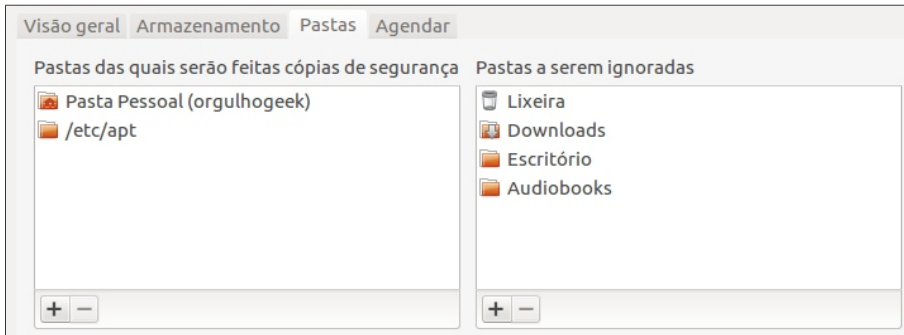 Visão geral Armazenamento Pastas Agendar
Pastas das quais serão feitas cópias de segurança
Pasta Pessoal (orgulhogeek)
/etc/apt
Pastas a serem ignoradas
Lixeira
Downloads
Escritório
Audiobooks